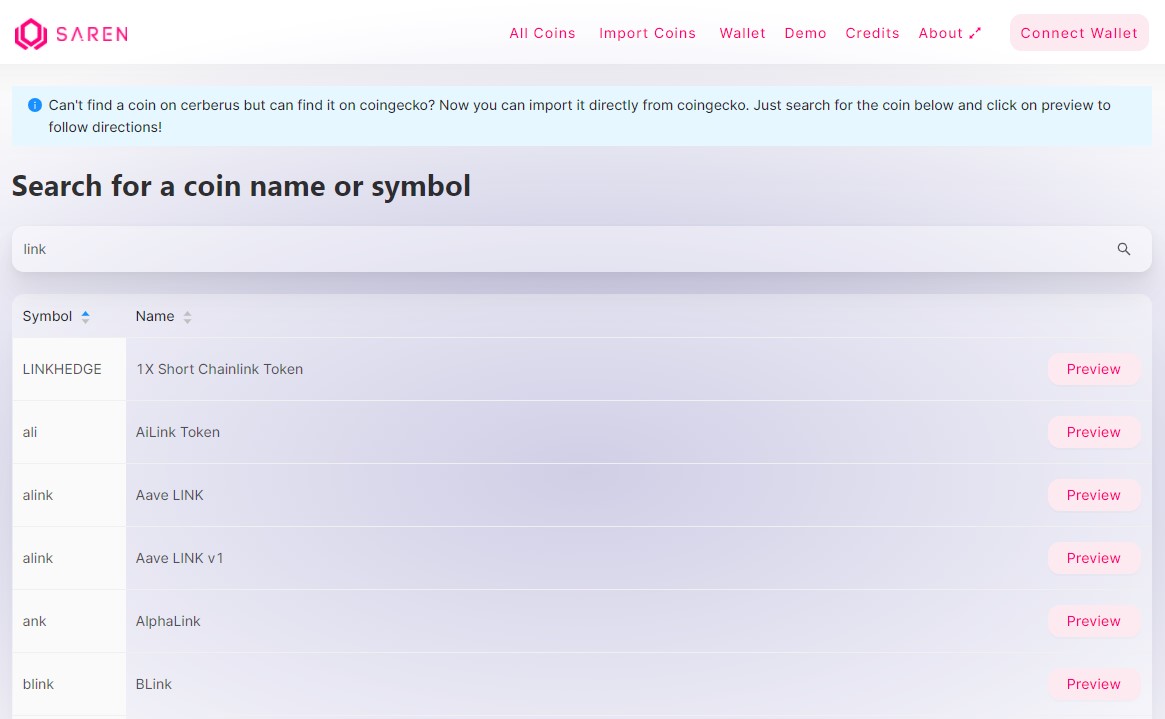 SAREN All Coins Import Coins Wallet Demo Credits About Connect Wallet
Can't find a coin on cerberus but can find it on coingecko? Now you can import it directly from coingecko. Just search for the coin below and click on preview to
follow directions!
Search for a coin name or symbol
link
Symbol Name
LINKHEDGE 1X Short Chainlink Token Preview
ali AiLink Token Preview
alink Aave LINK Preview
alink Aave LINK v1 Preview
ank AlphaLink Preview
blink BLink Preview